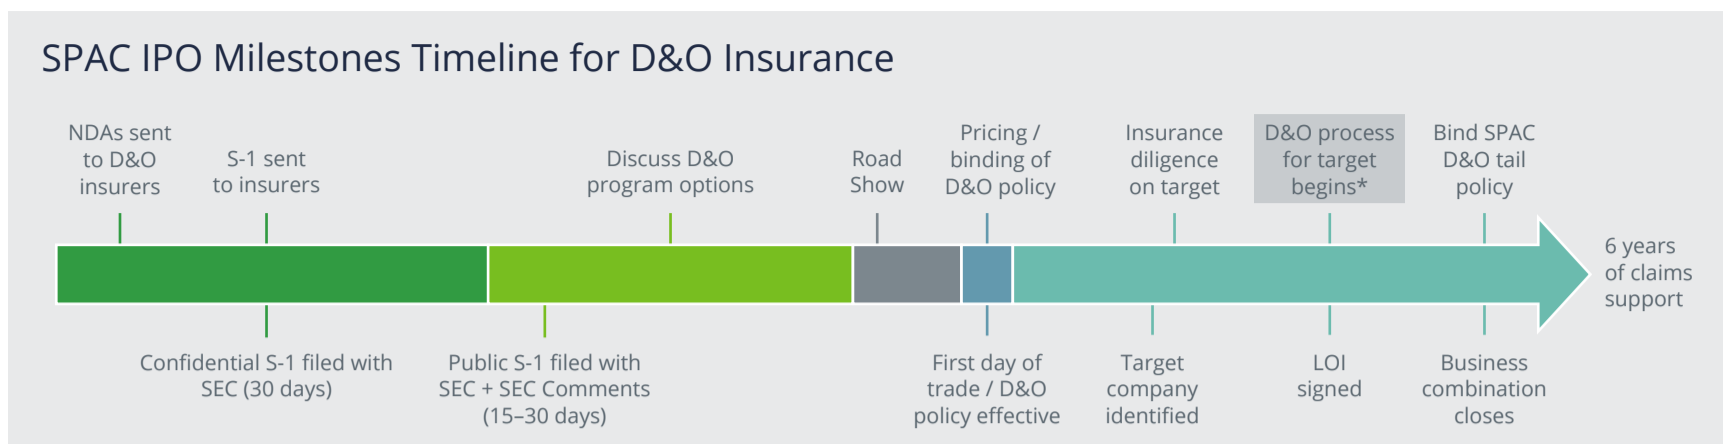 SPAC IPO Milestones Timeline for D&O Insurance
NDAs sent
to D&O
insurers
S-1 sent
to insurers
Discuss D&O
program options
Road
Show
Pricing /
binding of
D&O policy
Insurance
diligence
on target
D&O process
for target
begins*
Bind SPAC
D&O tail
policy
6 years
of claims
support
Confidential S-1 filed with
SEC (30 days)
Public S-1 filed with
SEC + SEC Comments
(15–30 days)
First day of
trade / D&O
policy effective
Target
company
identified
LOI
signed
Business
combination
closes